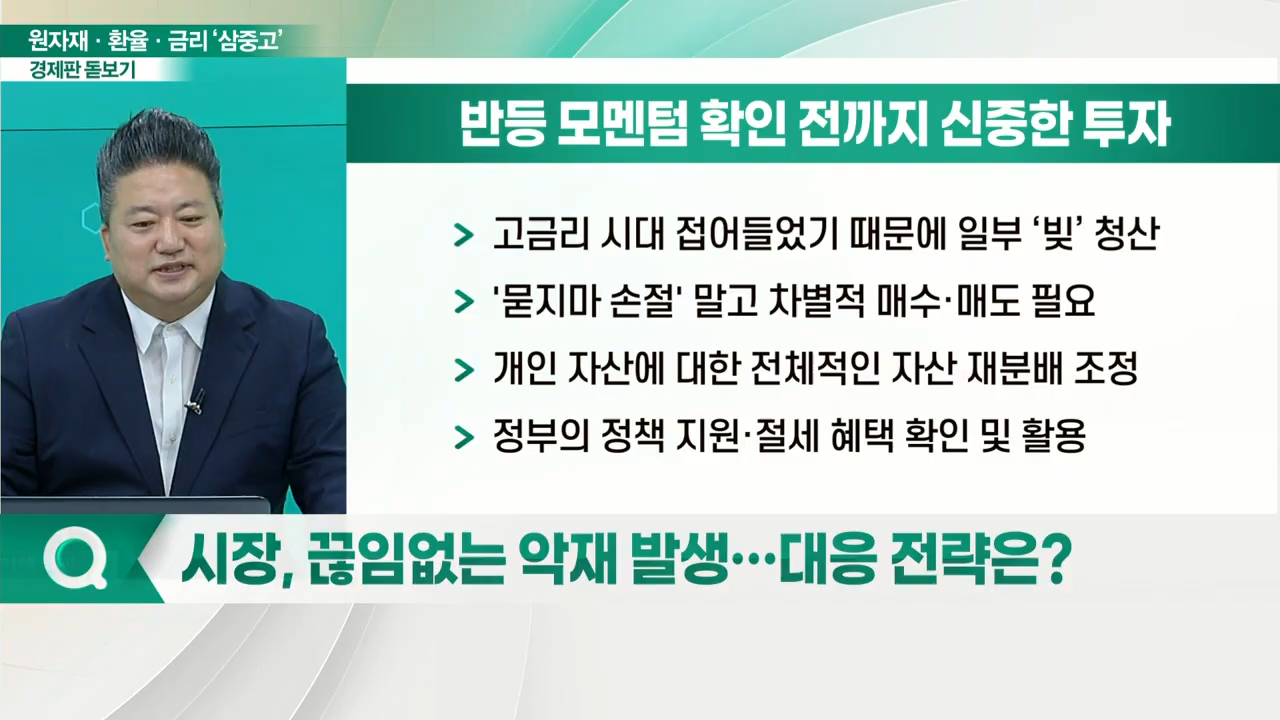 원자재 · 환율 · 금리 ‘삼중고’
경제판 돋보기
반등 모멘텀 확인 전까지 신중한 투자
> 고금리 시대 접어들었기 때문에 일부 ‘빚’ 청산
> '묻지마 손절' 말고 차별적 매수·매도 필요
> 개인 자산에 대한 전체적인 자산 재분배 조정
> 정부의 정책 지원·절세 혜택 확인 및 활용
시장, 끊임없는 악재 발생…대응 전략은?